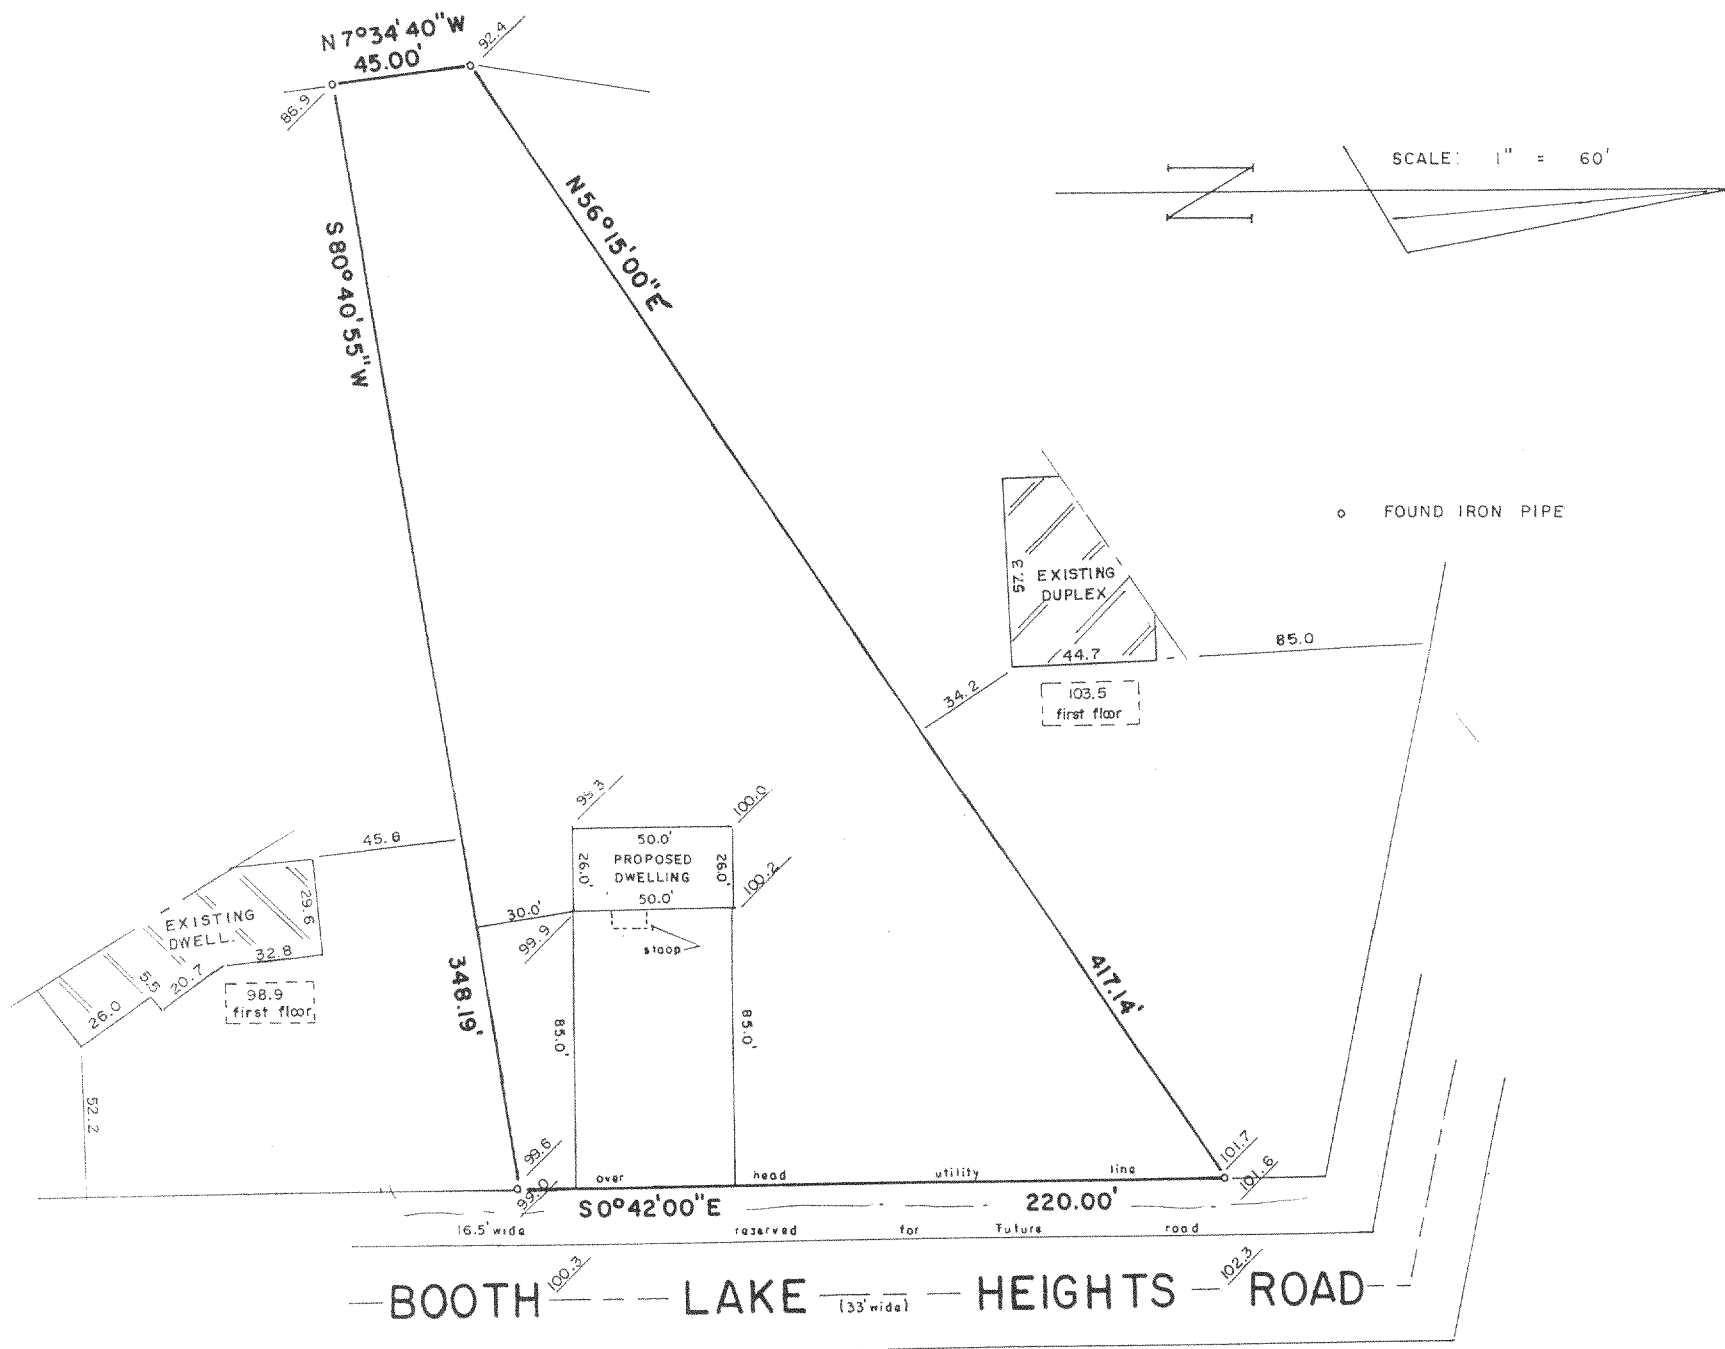 N 7°34'40"W
45.00'
92.4
86.9
SCALE: 1" = 60'
N
N56°15'00"E
S80°40'55"W
FOUND IRON PIPE
57.3
EXISTING
DUPLEX
44.7
85.0
34.2
103.5
first floor
99.3
100.0
50.0'
45.8
26.0'
PROPOSED
DWELLING
26.0'
100.2
50.0'
29.6
EXISTING
DWELL.
30.0'
99.9
stoop
32.8
5.5
20.7
26.0
98.9
first floor
348.19'
417.14'
85.0'
85.0'
52.2
99.6
101.7
over head utility line
99.0
101.6
S0°42'00"E
220.00'
16.5' wide reserved for future road
100.3
102.3
BOOTH LAKE (33' wide) HEIGHTS ROAD